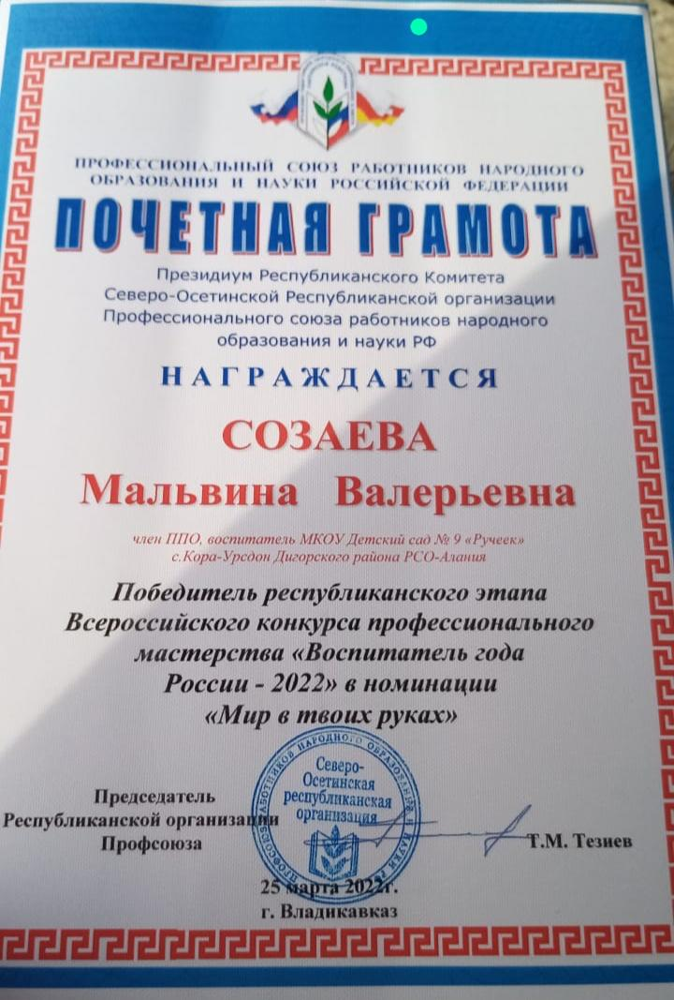 ПРОФЕССИОНАЛЬНЫЙ СОЮЗ РАБОТНИКОВ НАРОДНОГО
ОБРАЗОВАНИЯ И НАУКИ РОССИЙСКОЙ ФЕДЕРАЦИИ
ПОЧЕТНАЯ ГРАМОТА
Президиум Республиканского Комитета
Северо-Осетинской Республиканской организации
Профессионального союза работников народного
образования и науки РФ
НАГРАЖДАЕТСЯ
СОЗАЕВА
Мальвина Валерьевна
член ППО, воспитатель МКОУ Детский сад № 9 «Ручеек»
с.Кора-Урсдон Дигорского района РСО-Алания
Победитель республиканского этапа
Всероссийского конкурса профессионального
мастерства «Воспитатель года
России - 2022» в номинации
«Мир в твоих руках»
Северо-
Осетинская
республиканская
организация
Председатель
Республиканской организации
Профсоюза
Т.М. Тезиев
25 марта 2022г.
г. Владикавказ